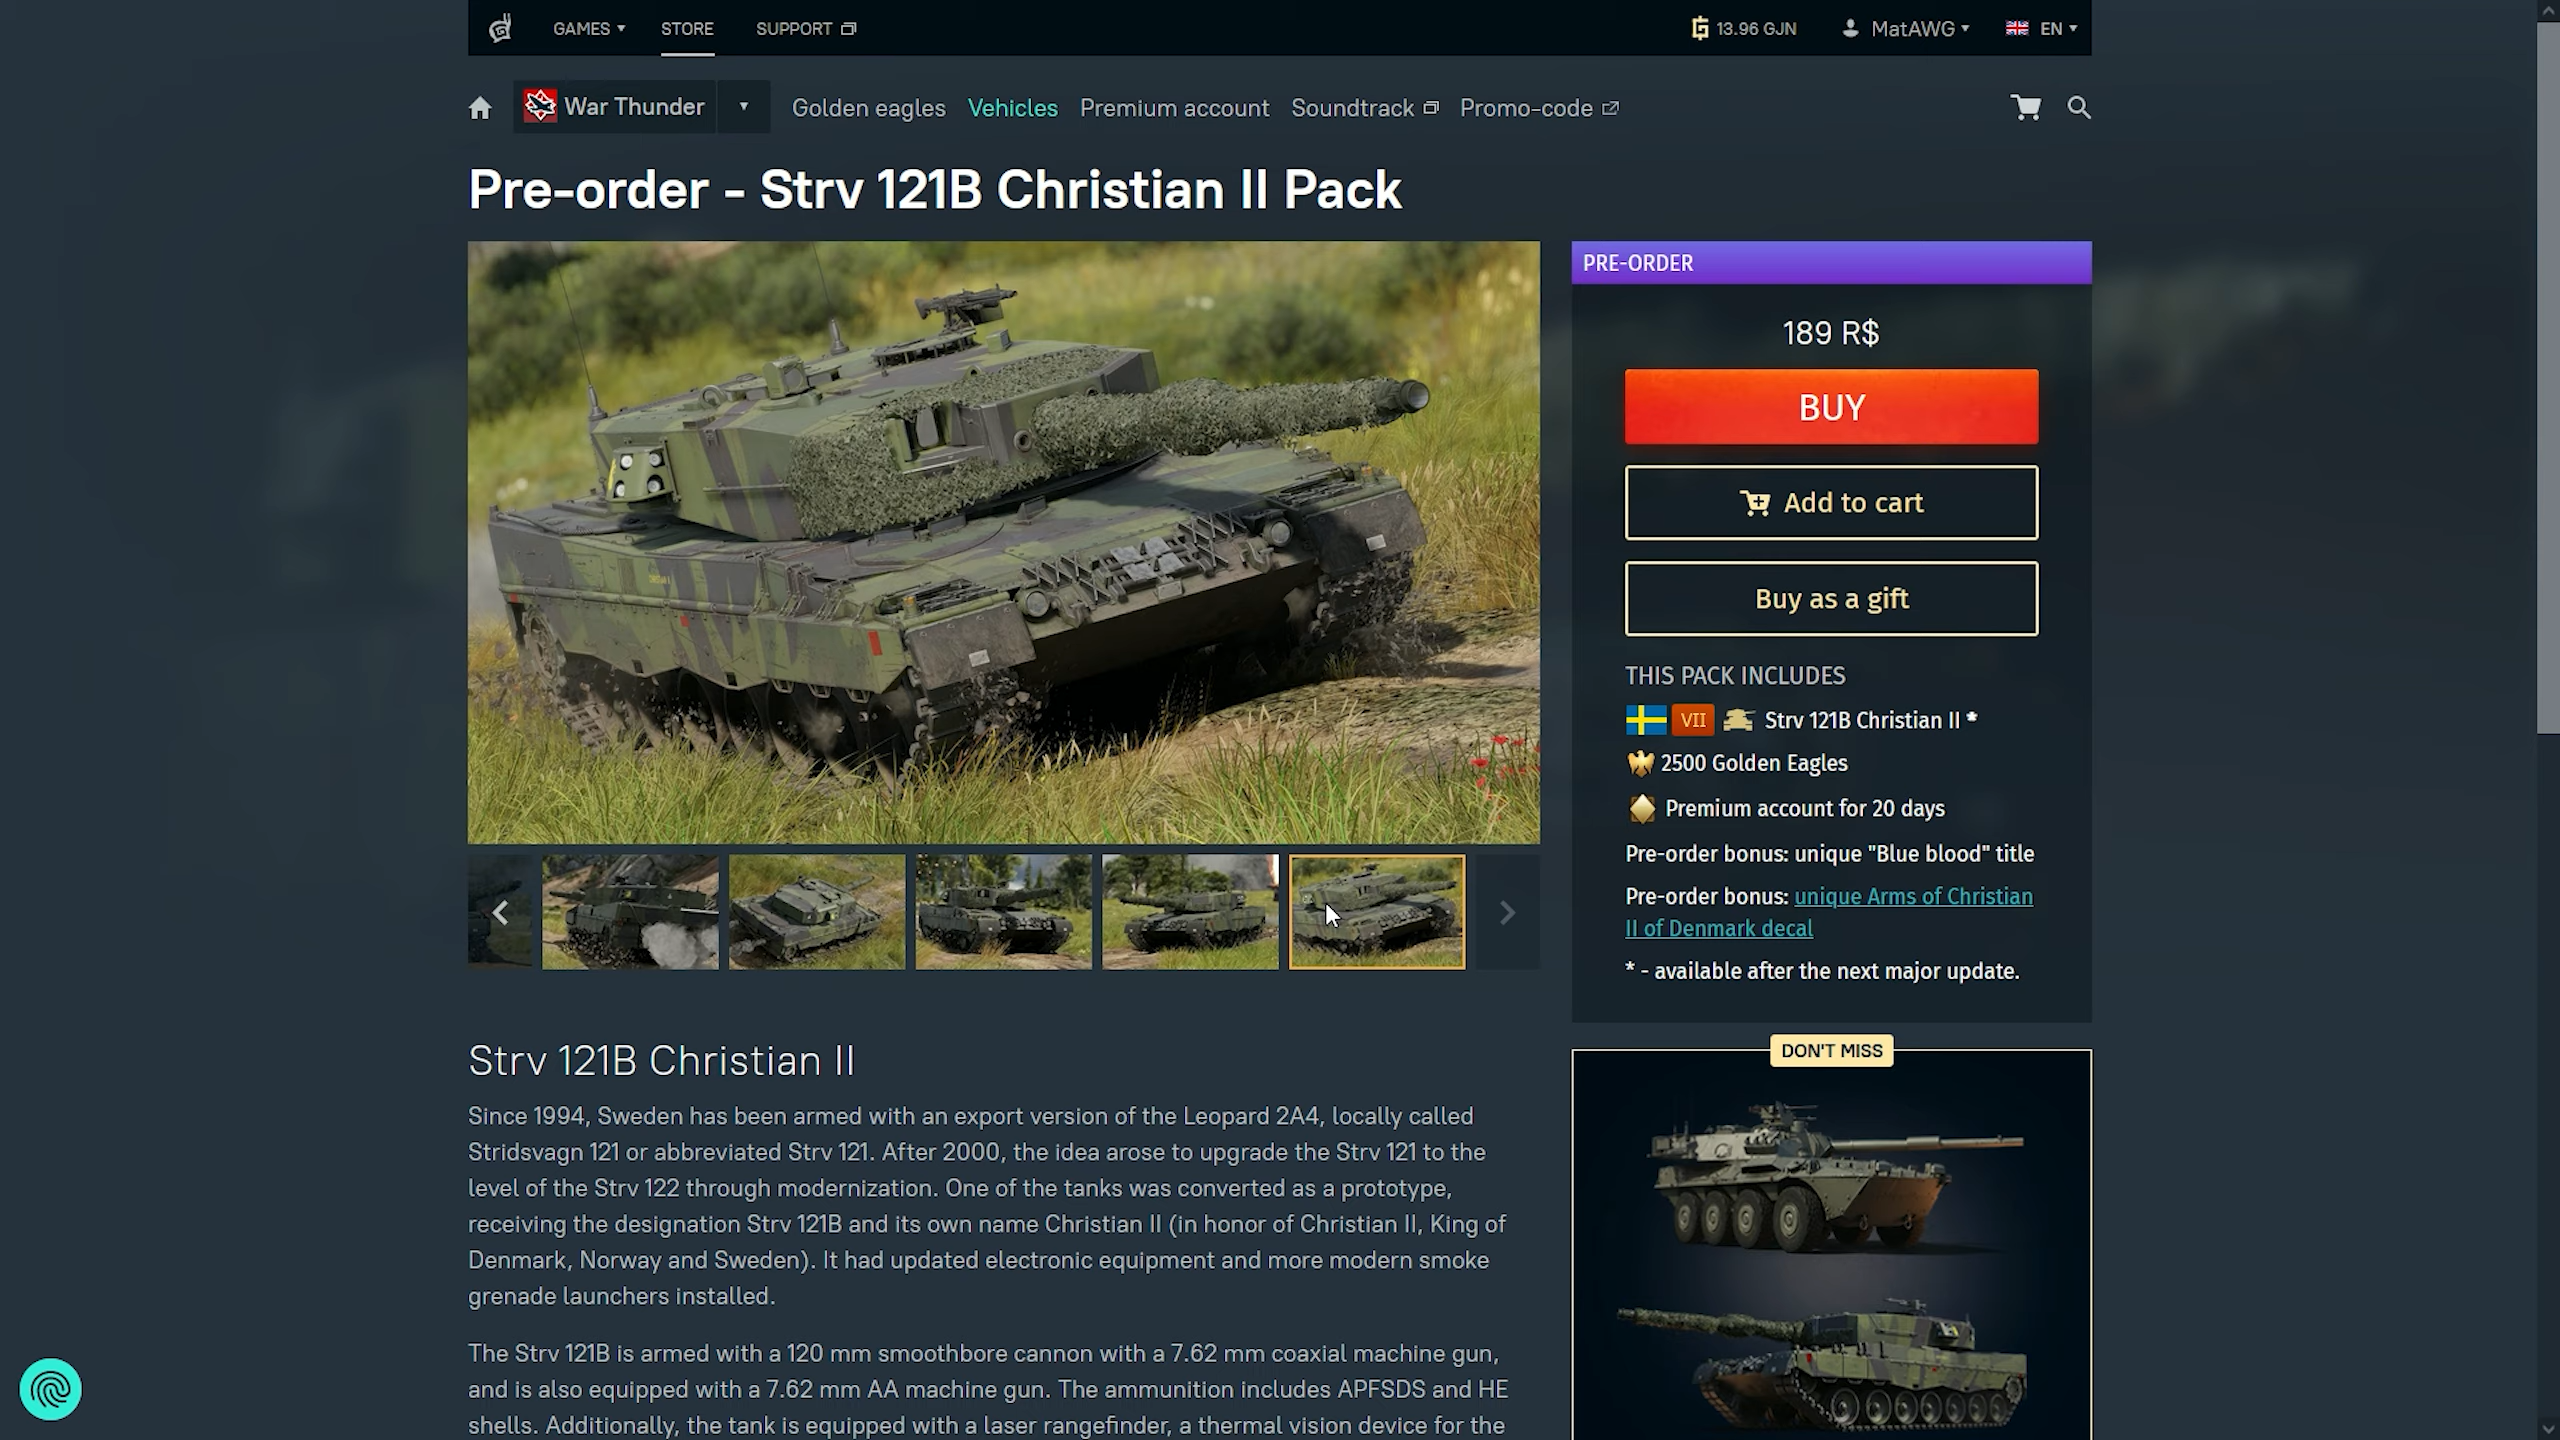 GAMES
STORE
SUPPORT
13.96 GJN
MatAWG
EN
War Thunder
Golden eagles
Vehicles
Premium account
Soundtrack
Promo-code
Pre-order - Strv 121B Christian II Pack
PRE-ORDER
189 R$
BUY
Add to cart
Buy as a gift
THIS PACK INCLUDES
VII
Strv 121B Christian II *
2500 Golden Eagles
Premium account for 20 days
Pre-order bonus: unique "Blue blood" title
Pre-order bonus: unique Arms of Christian
II of Denmark decal
* - available after the next major update.
DON'T MISS
Strv 121B Christian II
Since 1994, Sweden has been armed with an export version of the Leopard 2A4, locally called
Stridsvagn 121 or abbreviated Strv 121. After 2000, the idea arose to upgrade the Strv 121 to the
level of the Strv 122 through modernization. One of the tanks was converted as a prototype,
receiving the designation Strv 121B and its own name Christian II (in honor of Christian II, King of
Denmark, Norway and Sweden). It had updated electronic equipment and more modern smoke
grenade launchers installed.
The Strv 121B is armed with a 120 mm smoothbore cannon with a 7.62 mm coaxial machine gun,
and is also equipped with a 7.62 mm AA machine gun. The ammunition includes APFSDS and HE
shells. Additionally, the tank is equipped with a laser rangefinder, a thermal vision device for the